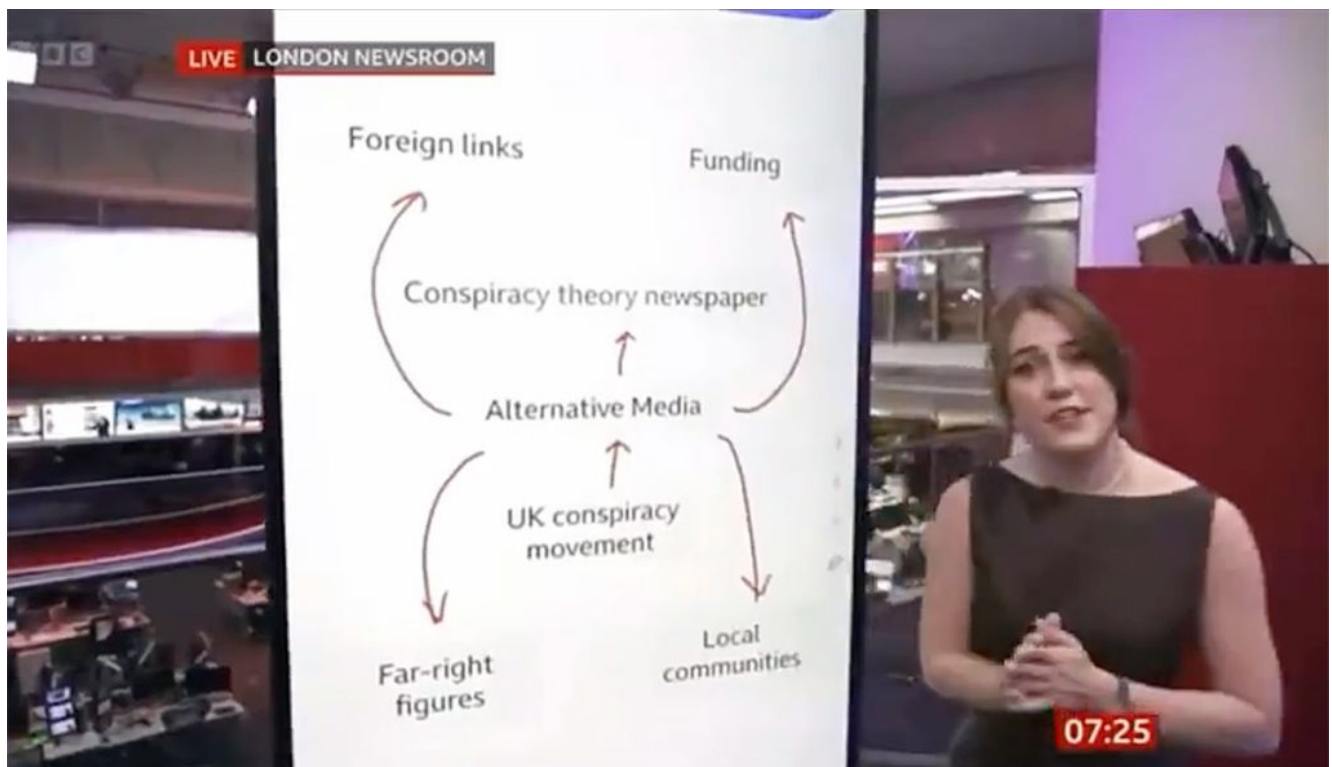 BBC
LIVE LONDON NEWSROOM
Foreign links
Funding
Conspiracy theory newspaper
Alternative Media
UK conspiracy
movement
Far-right
figures
Local
communities
07:25